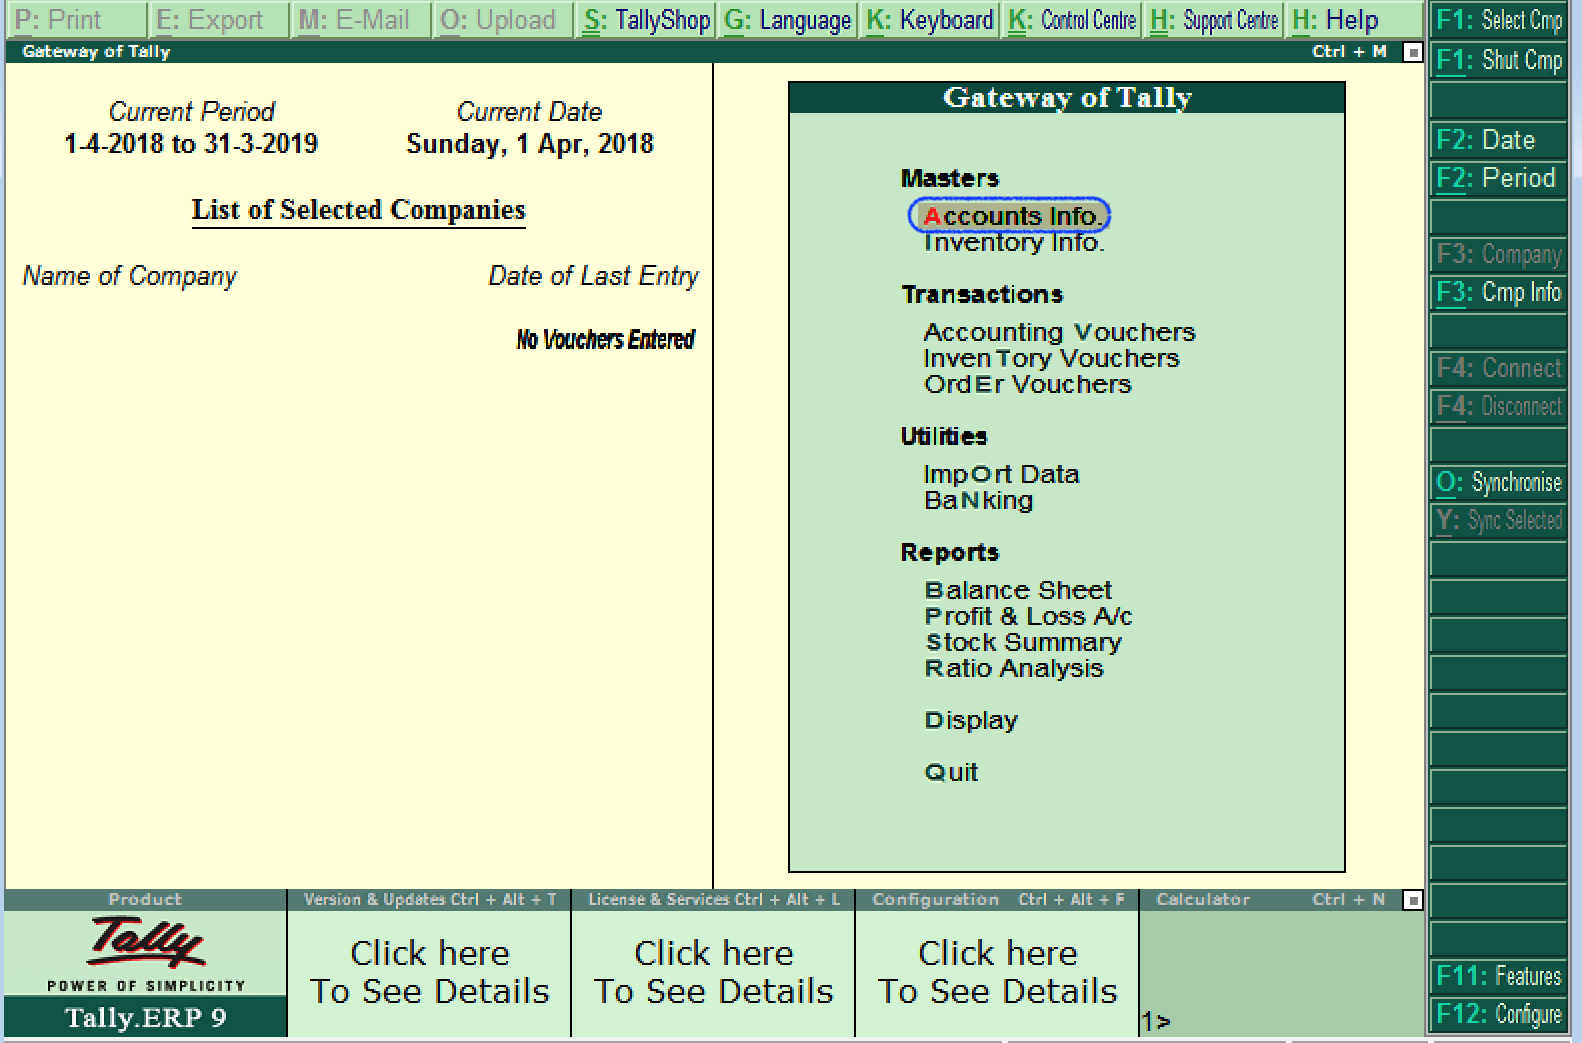 P: Print E: Export M: E-Mail O: Upload S: TallyShop G: Language K: Keyboard K: Control Centre H: Support Centre H: Help
Gateway of Tally Ctrl + M
Current Period Current Date
1-4-2018 to 31-3-2019 Sunday, 1 Apr, 2018
List of Selected Companies
Name of Company Date of Last Entry
No Vouchers Entered
Gateway of Tally
Masters
Accounts Info.
Inventory Info.
Transactions
Accounting Vouchers
InvenTory Vouchers
OrdEr Vouchers
Utilities
ImpOrt Data
BaNking
Reports
Balance Sheet
Profit & Loss A/c
Stock Summary
Ratio Analysis
Display
Quit
F1: Select Cmp
F1: Shut Cmp
F2: Date
F2: Period
F3: Company
F3: Cmp Info
F4: Connect
F4: Disconnect
O: Synchronise
Y: Sync Selected
F11: Features
F12: Configure
Product
Tally
POWER OF SIMPLICITY
Tally.ERP 9
Version & Updates Ctrl + Alt + T
Click here
To See Details
License & Services Ctrl + Alt + L
Click here
To See Details
Configuration Ctrl + Alt + F
Click here
To See Details
Calculator Ctrl + N
1>